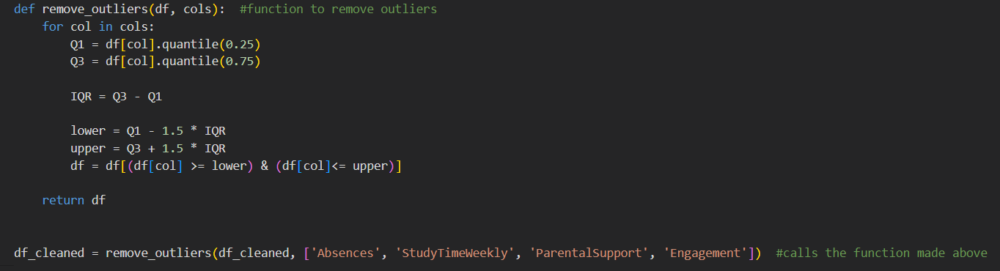 def remove_outliers(df, cols):  #function to remove outliers
    for col in cols:
        Q1 = df[col].quantile(0.25)
        Q3 = df[col].quantile(0.75)

        IQR = Q3 - Q1

        lower = Q1 - 1.5 * IQR
        upper = Q3 + 1.5 * IQR
        df = df[(df[col] >= lower) & (df[col]<= upper)]

    return df


df_cleaned = remove_outliers(df_cleaned, ['Absences', 'StudyTimeWeekly', 'ParentalSupport', 'Engagement'])  #calls the function made above